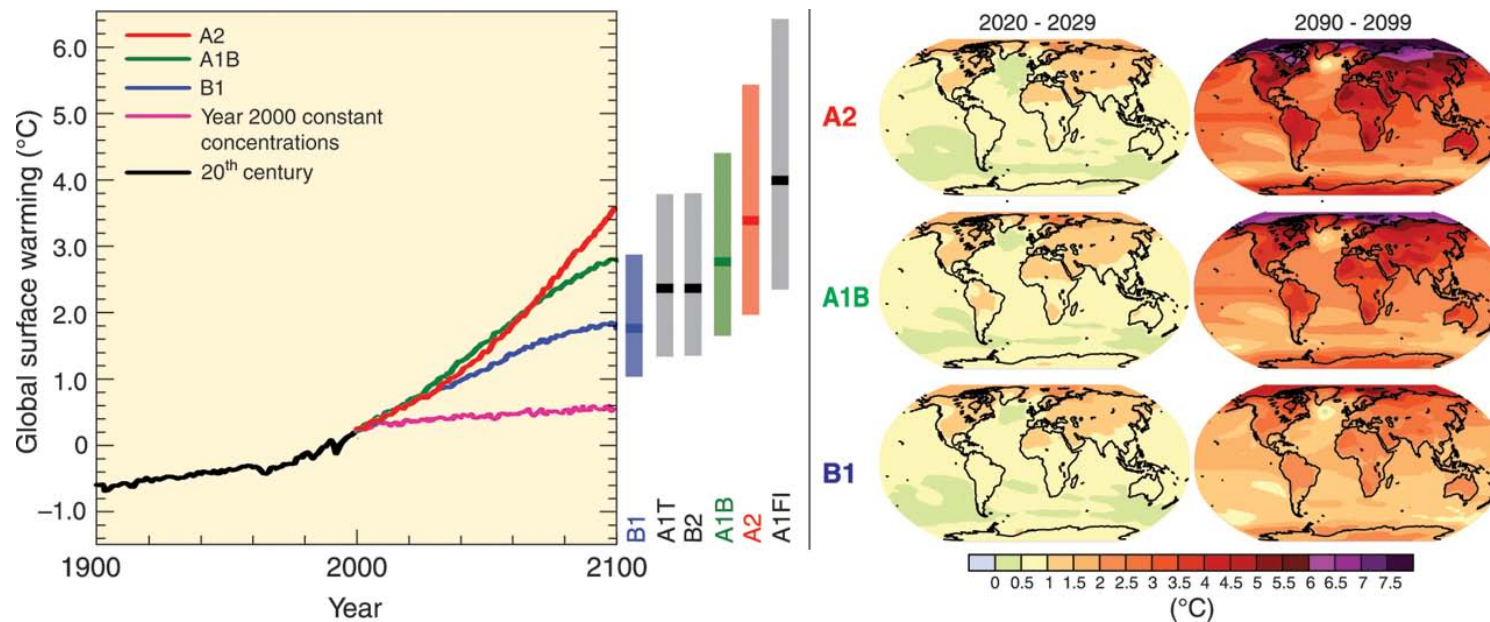 6.0
5.0
4.0
3.0
2.0
1.0
0
−1.0
Global surface warming (°C)
A2
A1B
B1
Year 2000 constant
concentrations
20th century
1900
2000
2100
Year
B1
A1T
B2
A1B
A2
A1FI
2020 - 2029
2090 - 2099
A2
A1B
B1
0 0.5 1 1.5 2 2.5 3 3.5 4 4.5 5 5.5 6 6.5 7 7.5
(°C)